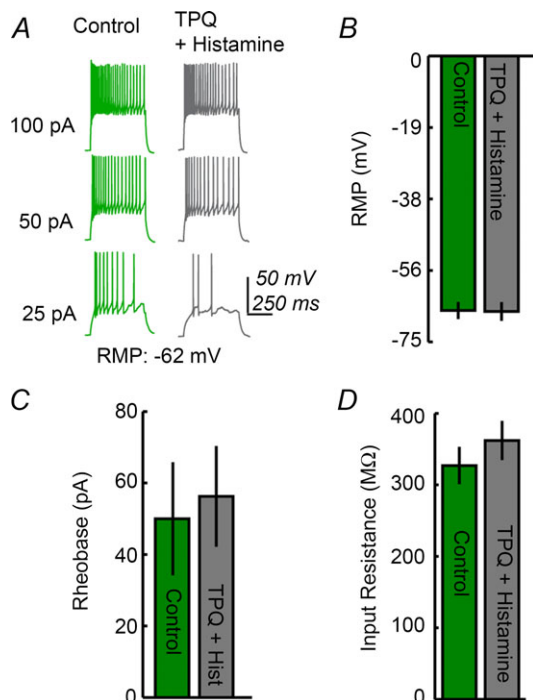 A
Control
TPQ
+ Histamine
100 pA
50 pA
25 pA
50 mV
250 ms
RMP: -62 mV
B
RMP (mV)
0
-19
-38
-56
-75
Control
TPQ + Histamine
C
Rheobase (pA)
80
60
40
20
0
Control
TPQ + Hist
D
Input Resistance (MΩ)
400
300
200
100
0
Control
TPQ + Histamine